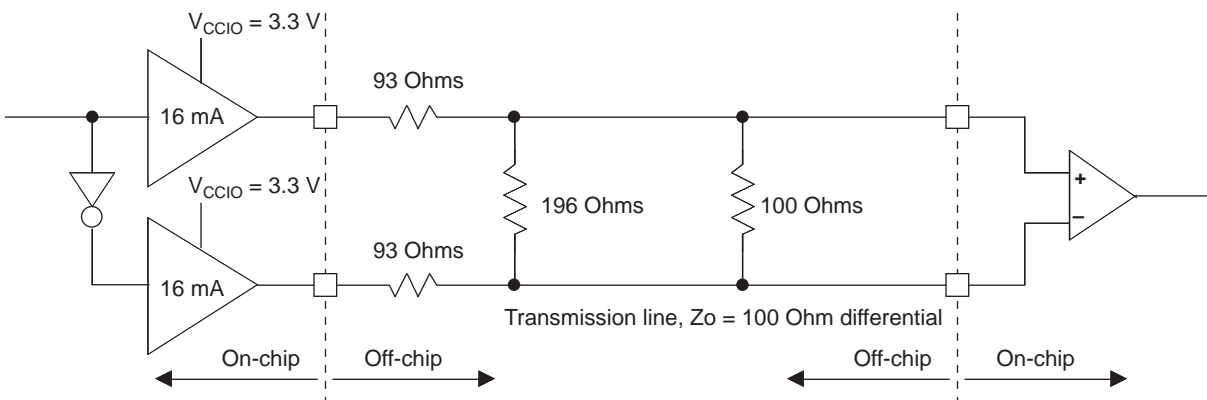 VCCIO = 3.3 V
93 Ohms
16 mA
+
VCCIO = 3.3 V
196 Ohms
100 Ohms
−
93 Ohms
16 mA
Transmission line, Zo = 100 Ohm differential
On-chip
Off-chip
Off-chip
On-chip